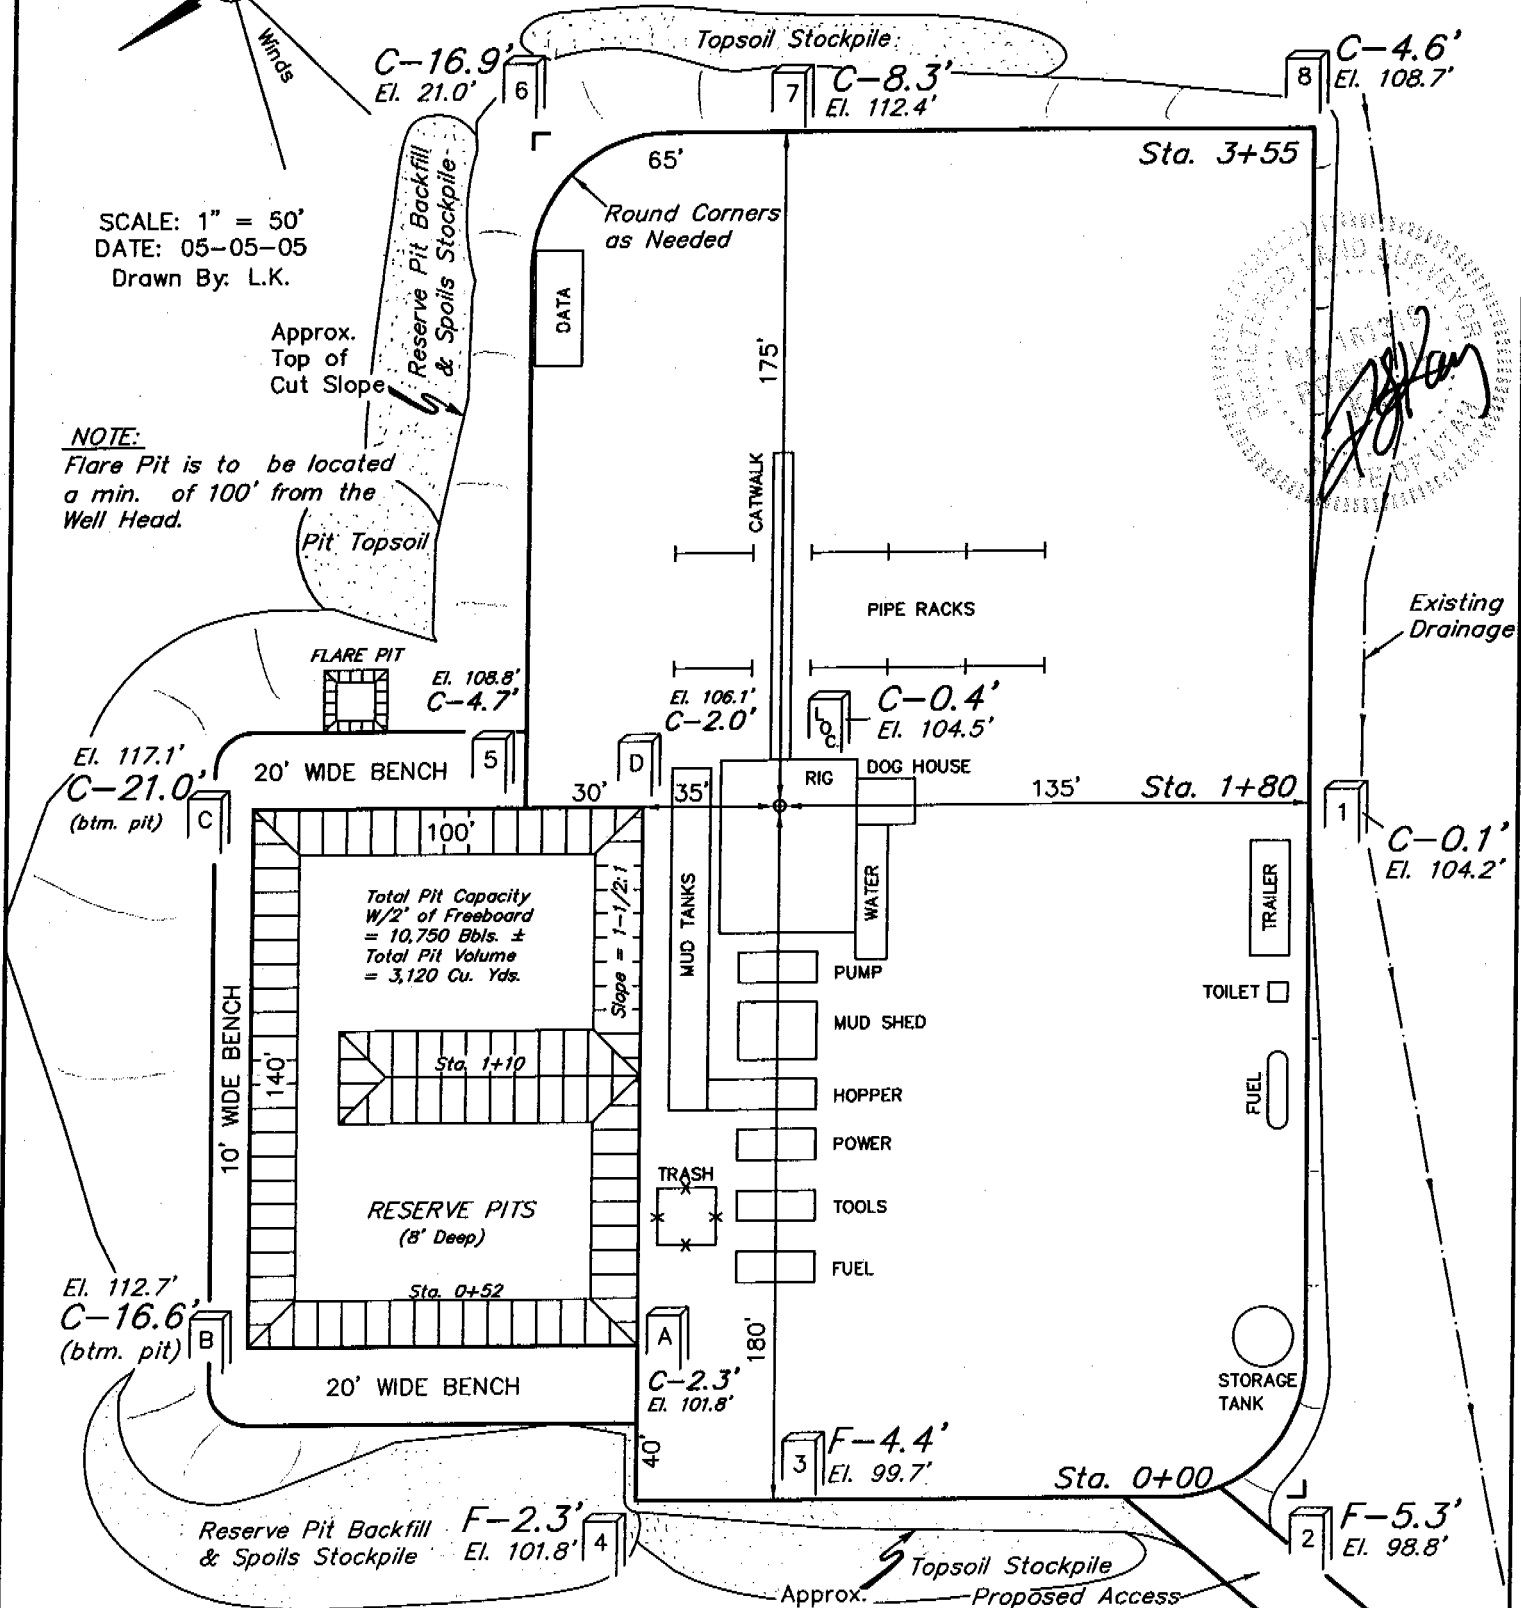 Winds
C-16.9'
El. 21.0'
6
Topsoil Stockpile
7
C-8.3'
El. 112.4'
8
C-4.6'
El. 108.7'
Sta. 3+55
65'
Round Corners
as Needed
SCALE: 1" = 50'
DATE: 05-05-05
Drawn By: L.K.
Reserve Pit Backfill
& Spoils Stockpile
DATA
Approx.
Top of
Cut Slope
175'
REGISTERED LAND SURVEYOR
STATE OF UTAH
NOTE:
Flare Pit is to be located
a min. of 100' from the
Well Head.
Pit Topsoil
CATWALK
PIPE RACKS
Existing
Drainage
FLARE PIT
El. 108.8'
C-4.7'
El. 106.1'
C-2.0'
LOC.
C-0.4'
El. 104.5'
El. 117.1'
C-21.0'
(btm. pit)
C
20' WIDE BENCH
5
D
RIG
DOG HOUSE
30'
35'
135'
Sta. 1+80
1
C-0.1'
El. 104.2'
100'
Total Pit Capacity
W/2' of Freeboard
= 10,750 Bbls. ±
Total Pit Volume
= 3,120 Cu. Yds.
Slope = 1-1/2:1
MUD TANKS
WATER
TRAILER
PUMP
TOILET
MUD SHED
10' WIDE BENCH
140'
Sta. 1+10
HOPPER
FUEL
POWER
TRASH
TOOLS
RESERVE PITS
(8' Deep)
FUEL
Sta. 0+52
El. 112.7'
C-16.6'
(btm. pit)
B
A
180'
20' WIDE BENCH
C-2.3'
El. 101.8'
STORAGE
TANK
40'
3
F-4.4'
El. 99.7'
Sta. 0+00
Reserve Pit Backfill
& Spoils Stockpile
F-2.3'
El. 101.8'
4
2
F-5.3'
El. 98.8'
Topsoil Stockpile
Approx.
Proposed Access